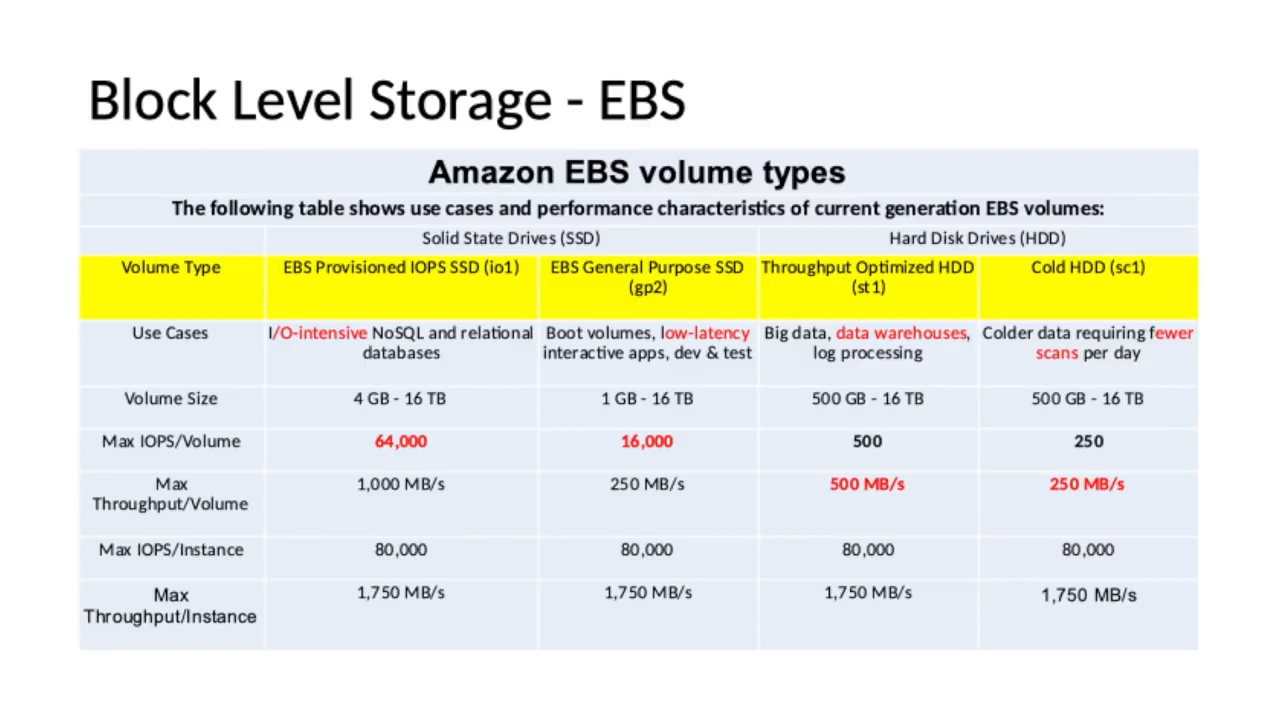 Block Level Storage - EBS
Amazon EBS volume types
The following table shows use cases and performance characteristics of current generation EBS volumes:
Solid State Drives (SSD) Hard Disk Drives (HDD)
Volume Type EBS Provisioned IOPS SSD (io1) EBS General Purpose SSD Throughput Optimized HDD Cold HDD (sc1)
(gp2) (st1)
Use Cases I/O-intensive NoSQL and relational Boot volumes, low-latency Big data, data warehouses, Colder data requiring fewer
databases interactive apps, dev & test log processing scans per day
Volume Size 4 GB - 16 TB 1 GB - 16 TB 500 GB - 16 TB 500 GB - 16 TB
Max IOPS/Volume 64,000 16,000 500 250
Max 1,000 MB/s 250 MB/s 500 MB/s 250 MB/s
Throughput/Volume
Max IOPS/Instance 80,000 80,000 80,000 80,000
Max 1,750 MB/s 1,750 MB/s 1,750 MB/s 1,750 MB/s
Throughput/Instance